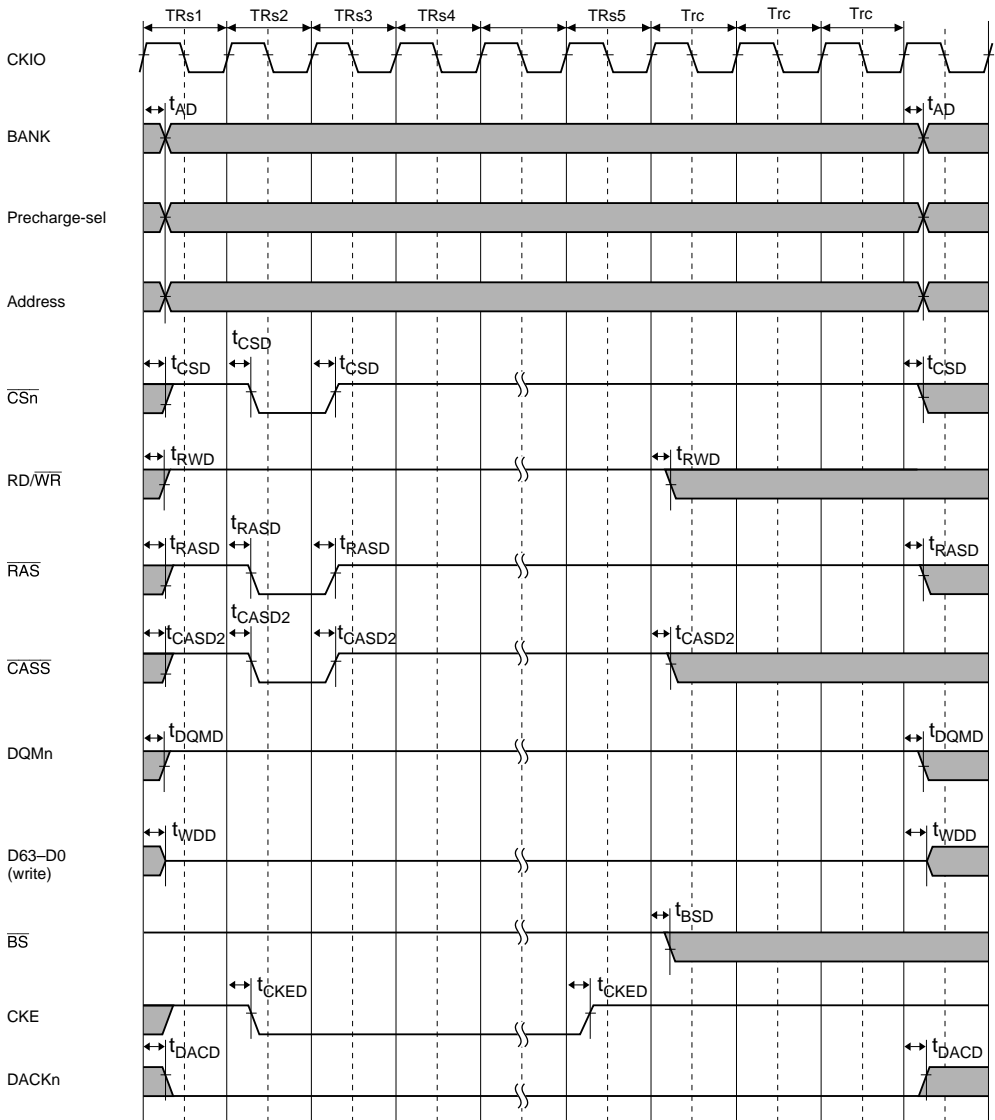 TRs1 TRs2 TRs3 TRs4 TRs5 Trc Trc Trc
CKIO
tAD tAD
BANK
Precharge-sel
Address
tCSD tCSD tCSD tCSD
CSn
tRWD tRWD
RD/WR
tRASD tRASD tRASD tRASD
RAS
tCASD2 tCASD2 tCASD2 tCASD2
CASS
tDQMD tDQMD
DQMn
tWDD tWDD
D63–D0
(write)
tBSD
BS
tCKED tCKED
CKE
tDACD tDACD
DACKn